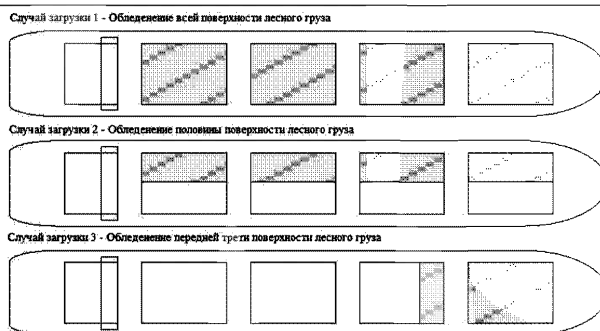 Случай загрузки 1 - Обледенение всей поверхности лесного груза
Случай загрузки 2 - Обледенение половины поверхности лесного груза
Случай загрузки 3 - Обледенение передней трети поверхности лесного груза